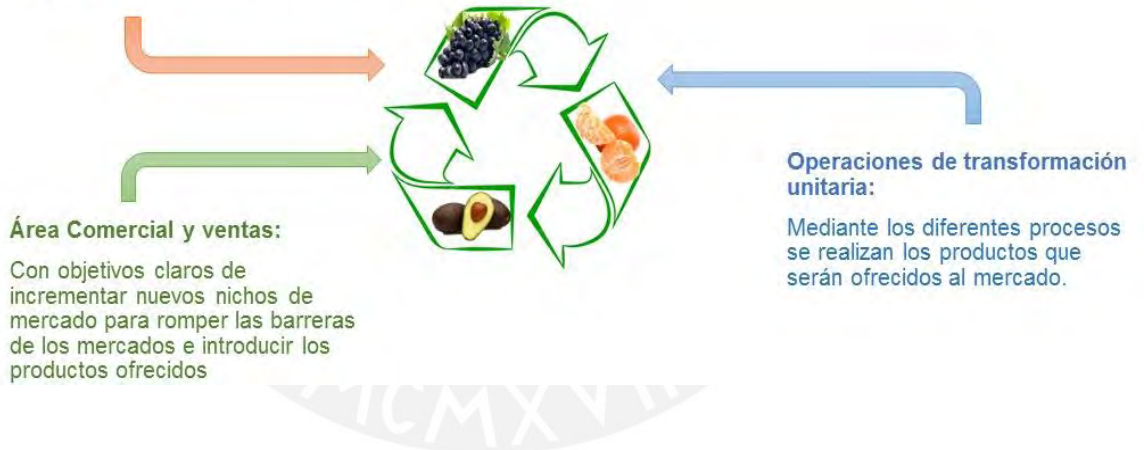 Operaciones de transformación
unitaria:
Mediante los diferentes procesos
se realizan los productos que
serán ofrecidos al mercado.
Área Comercial y ventas:
Con objetivos claros de
incrementar nuevos nichos de
mercado para romper las barreras
de los mercados e introducir los
productos ofrecidos